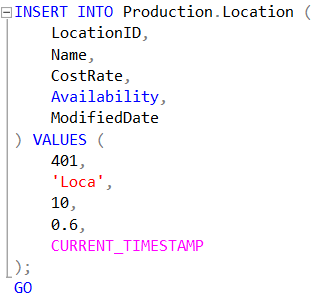 INSERT INTO Production.Location (
    LocationID,
    Name,
    CostRate,
    Availability,
    ModifiedDate
) VALUES (
    401,
    'Loca',
    10,
    0.6,
    CURRENT_TIMESTAMP
);
GO